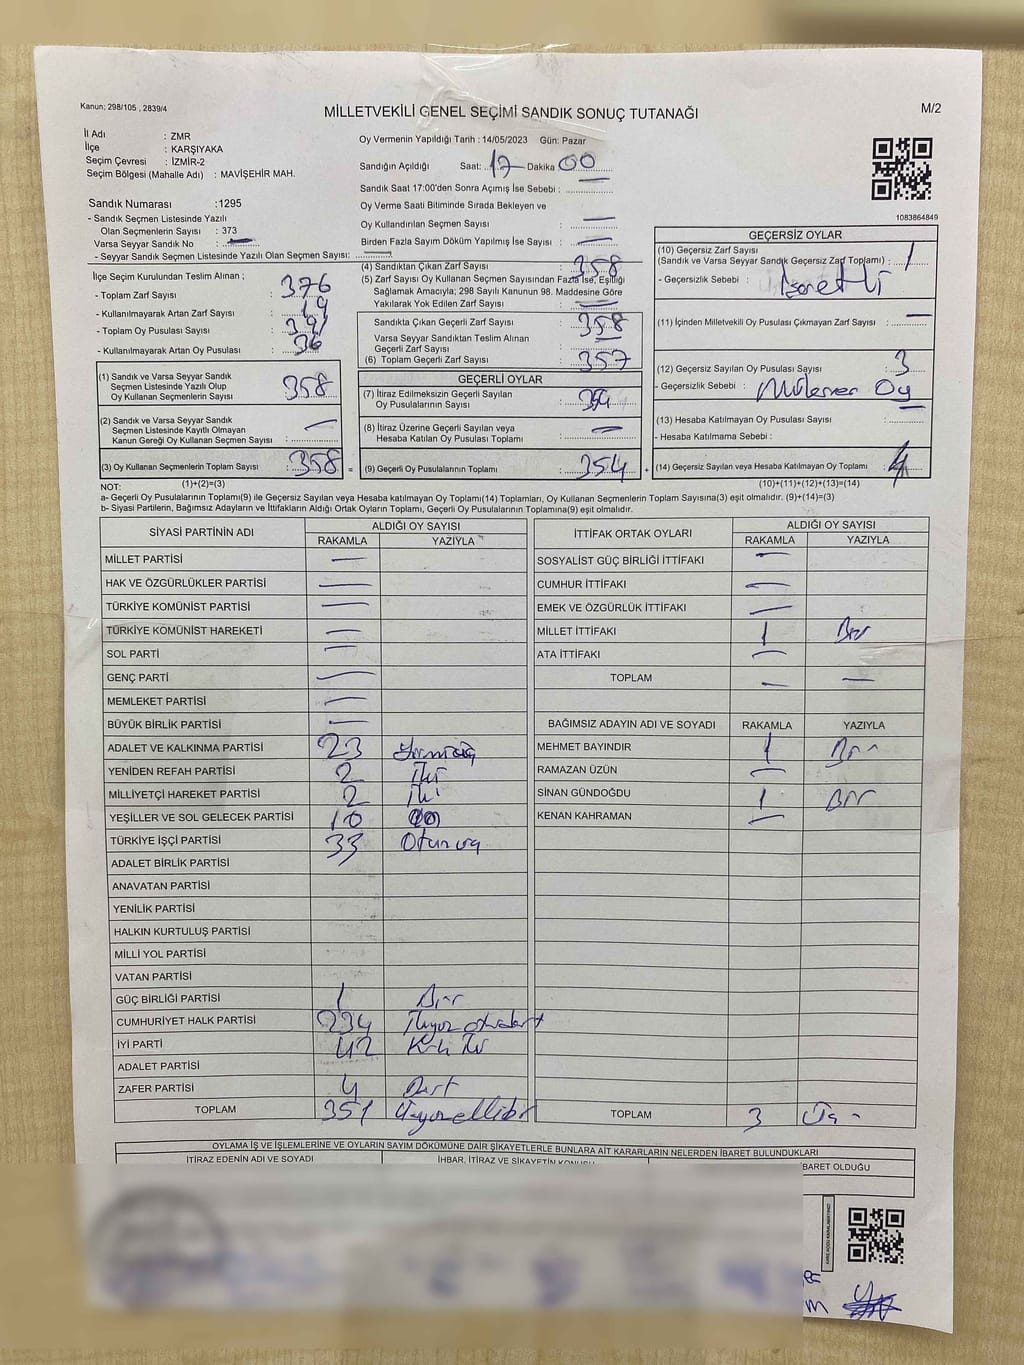 Kanun; 298/105 , 2839/4
MİLLETVEKİLİ GENEL SEÇİMİ SANDIK SONUÇ TUTANAĞI
M/2
İl Adı : ZMR
İlçe : KARŞIYAKA
Seçim Çevresi : İZMİR-2
Seçim Bölgesi (Mahalle Adı) : MAVİŞEHİR MAH.
Sandık Numarası :1295
- Sandık Seçmen Listesinde Yazılı
Olan Seçmenlerin Sayısı : 373
Varsa Seyyar Sandık No : —
- Seyyar Sandık Seçmen Listesinde Yazılı Olan Seçmen Sayısı:
Oy Vermenin Yapıldığı Tarih : 14/05/2023 Gün: Pazar
Sandığın Açıldığı Saat: 17 Dakika 00
Sandık Saat 17:00'den Sonra Açımış İse Sebebi : —
Oy Verme Saati Bitiminde Sırada Bekleyen ve
Oy Kullandırılan Seçmen Sayısı —
Birden Fazla Sayım Döküm Yapılmış İse Sayısı : —
1083864849
İlçe Seçim Kurulundan Teslim Alınan ;
- Toplam Zarf Sayısı : 376
- Kullanılmayarak Artan Zarf Sayısı : 19
- Toplam Oy Pusulası Sayısı : 391
- Kullanılmayarak Artan Oy Pusulası : 36
(1) Sandık ve Varsa Seyyar Sandık
Seçmen Listesinde Yazılı Olup
Oy Kullanan Seçmenlerin Sayısı : 358
(2) Sandık ve Varsa Seyyar Sandık
Seçmen Listesinde Kayıtlı Olmayan
Kanun Gereği Oy Kullanan Seçmen Sayısı : —
(3) Oy Kullanan Seçmenlerin Toplam Sayısı : 358 =
(4) Sandıktan Çıkan Zarf Sayısı : 358
(5) Zarf Sayısı Oy Kullanan Seçmen Sayısından Fazla İse, Eşitliği
Sağlamak Amacıyla; 298 Sayılı Kanunun 98. Maddesine Göre
Yakılarak Yok Edilen Zarf Sayısı : —
Sandıkta Çıkan Geçerli Zarf Sayısı : 358
Varsa Seyyar Sandıktan Teslim Alınan
Geçerli Zarf Sayısı : —
(6) Toplam Geçerli Zarf Sayısı : 357
GEÇERLİ OYLAR
(7) İtiraz Edilmeksizin Geçerli Sayılan
Oy Pusulalarının Sayısı : 354
(8) İtiraz Üzerine Geçerli Sayılan veya
Hesaba Katılan Oy Pusulası Toplamı : —
(9) Geçerli Oy Pusulalarının Toplamı : 354 +
GEÇERSİZ OYLAR
(10) Geçersiz Zarf Sayısı
(Sandık ve Varsa Seyyar Sandık Geçersiz Zarf Toplamı) : 1
- Geçersizlik Sebebi : İşaretli
(11) İçinden Milletvekili Oy Pusulası Çıkmayan Zarf Sayısı : —
(12) Geçersiz Sayılan Oy Pusulası Sayısı : 3
- Geçersizlik Sebebi : Oy
(13) Hesaba Katılmayan Oy Pusulası Sayısı : —
- Hesaba Katılmama Sebebi :
(14) Geçersiz Sayılan veya Hesaba Katılmayan Oy Toplamı : 4
NOT: (1)+(2)=(3) (10)+(11)+(12)+(13)=(14)
a- Geçerli Oy Pusulalarının Toplamı(9) ile Geçersiz Sayılan veya Hesaba katılmayan Oy Toplamı(14) Toplamları, Oy Kullanan Seçmenlerin Toplam Sayısına(3) eşit olmalıdır. (9)+(14)=(3)
b- Siyasi Partilerin, Bağımsız Adayların ve İttifakların Aldığı Ortak Oyların Toplamı, Geçerli Oy Pusulalarının Toplamına(9) eşit olmalıdır.
SİYASİ PARTİNİN ADI ALDIĞI OY SAYISI
RAKAMLA YAZIYLA
MİLLET PARTİSİ —
HAK VE ÖZGÜRLÜKLER PARTİSİ —
TÜRKİYE KOMÜNİST PARTİSİ —
TÜRKİYE KOMÜNİST HAREKETİ —
SOL PARTİ —
GENÇ PARTİ —
MEMLEKET PARTİSİ —
BÜYÜK BİRLİK PARTİSİ —
ADALET VE KALKINMA PARTİSİ 23 Yirmiüç
YENİDEN REFAH PARTİSİ 2 İki
MİLLİYETÇİ HAREKET PARTİSİ 2 İki
YEŞİLLER VE SOL GELECEK PARTİSİ 10
TÜRKİYE İŞÇİ PARTİSİ 33 Otuzüç
ADALET BİRLİK PARTİSİ
ANAVATAN PARTİSİ
YENİLİK PARTİSİ
HALKIN KURTULUŞ PARTİSİ
MİLLİ YOL PARTİSİ
VATAN PARTİSİ
GÜÇ BİRLİĞİ PARTİSİ 1 Bir
CUMHURİYET HALK PARTİSİ 234 İkiyüz otuzdört
İYİ PARTİ 42 Kırk İki
ADALET PARTİSİ
ZAFER PARTİSİ 4 Dört
TOPLAM 351 Üçyüzellibir
İTTİFAK ORTAK OYLARI ALDIĞI OY SAYISI
RAKAMLA YAZIYLA
SOSYALİST GÜÇ BİRLİĞİ İTTİFAKI —
CUMHUR İTTİFAKI —
EMEK VE ÖZGÜRLÜK İTTİFAKI —
MİLLET İTTİFAKI 1 Bir
ATA İTTİFAKI —
TOPLAM — —
BAĞIMSIZ ADAYIN ADI VE SOYADI RAKAMLA YAZIYLA
MEHMET BAYINDIR 1 Bir
RAMAZAN ÜZÜN —
SİNAN GÜNDOĞDU 1 Bir
KENAN KAHRAMAN —
TOPLAM 3 Üç
OYLAMA İŞ VE İŞLEMLERİNE VE OYLARIN SAYIM DÖKÜMÜNE DAİR ŞİKAYETLERLE BUNLARA AİT KARARLARIN NELERDEN İBARET BULUNDUKLARI
İTİRAZ EDENİN ADI VE SOYADI İHBAR, İTİRAZ VE ŞİKAYETİN KONUSU İBARET OLDUĞU